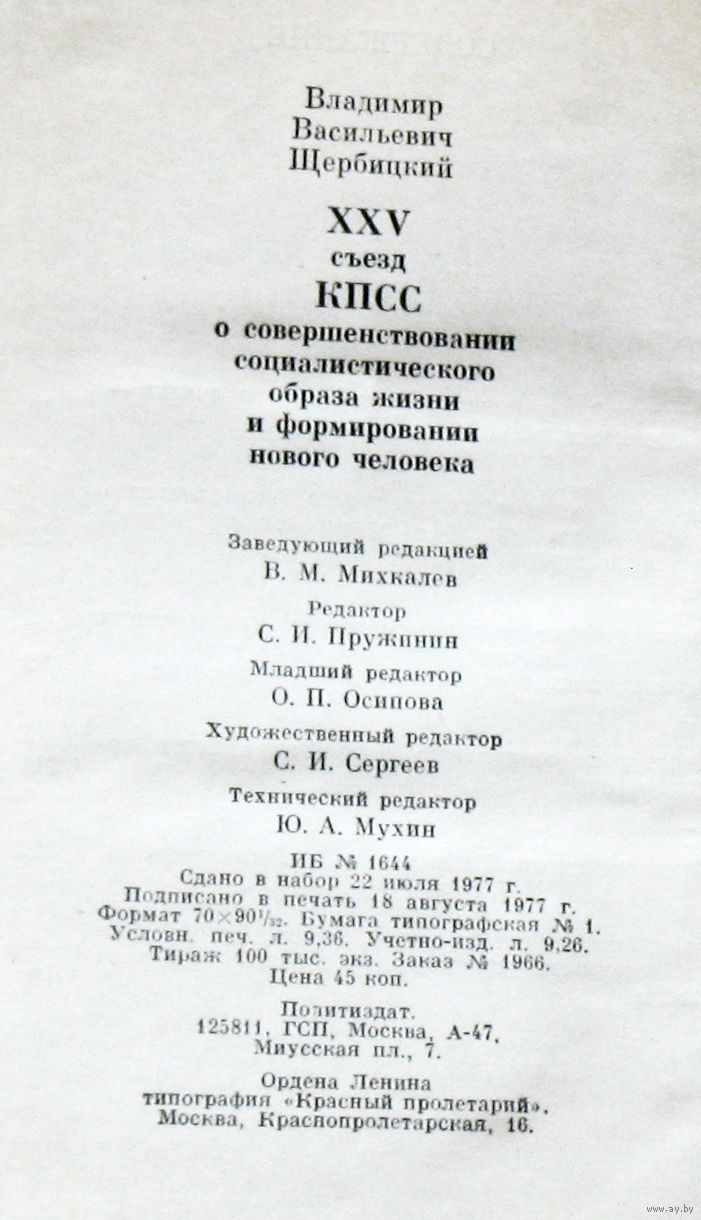 Владимир
Васильевич
Щербицкий
XXV
съезд
КПСС
о совершенствовании
социалистического
образа жизни
и формировании
нового человека
Заведующий редакцией
В. М. Михкалев
Редактор
С. И. Пружинин
Младший редактор
О. П. Осипова
Художественный редактор
С. И. Сергеев
Технический редактор
Ю. А. Мухин
ИБ № 1644
Сдано в набор 22 июля 1977 г.
Подписано в печать 18 августа 1977 г.
Формат 70×90¹/₃₂. Бумага типографская № 1.
Условн. печ. л. 9,36. Учетно-изд. л. 9,26.
Тираж 100 тыс. экз. Заказ № 1966.
Цена 45 коп.
Политиздат.
125811, ГСП, Москва, А-47,
Миусская пл., 7.
Ордена Ленина
типография «Красный пролетарий».
Москва, Краснопролетарская, 16.
www.ay.by